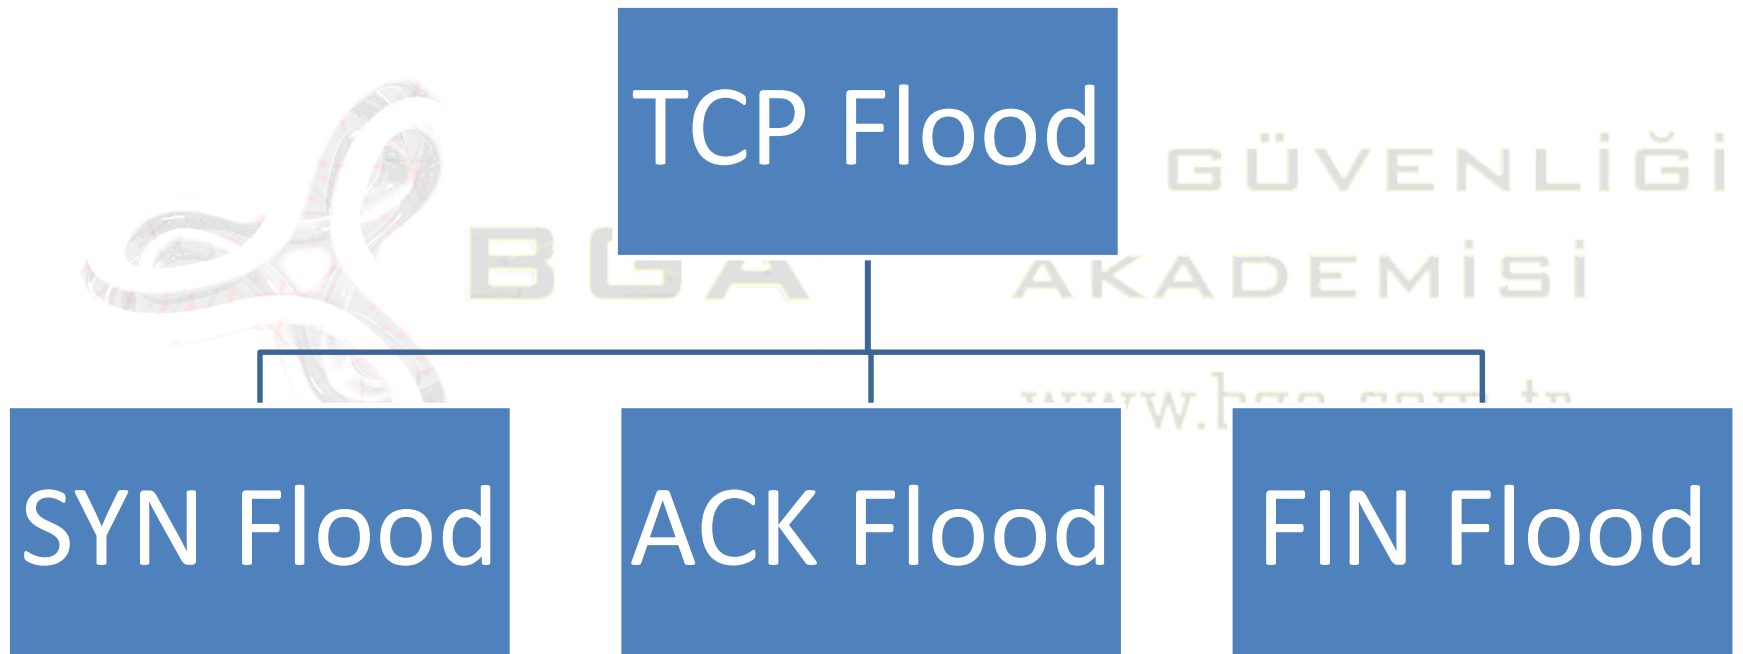 TCP Flood
BGA
GÜVENLİĞİ
AKADEMİSİ
SYN Flood
ACK Flood
FIN Flood